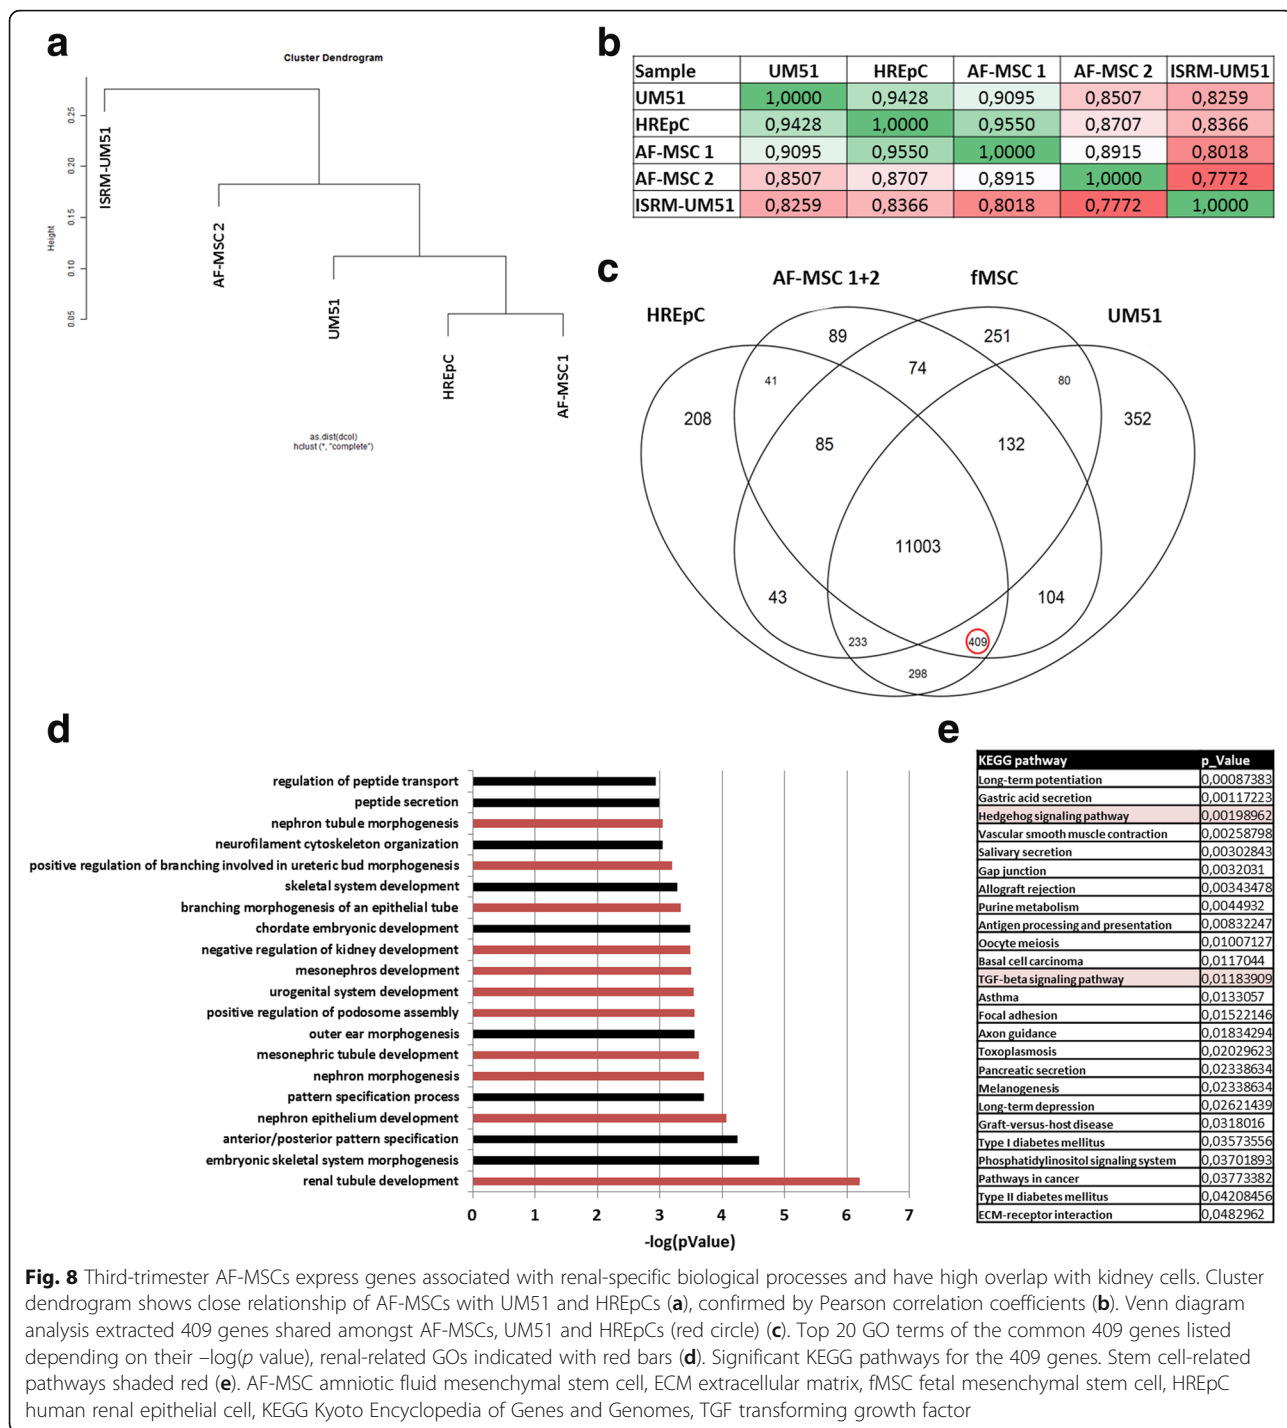 a
Cluster Dendrogram
Height
0.05
0.10
0.15
0.20
0.25
ISRM-UM51
AF-MSC 2
UM51
HREpC
AF-MSC 1
as.dist(dcol)
hclust (*, "complete")
b
Sample UM51 HREpC AF-MSC 1 AF-MSC 2 ISRM-UM51
UM51 1,0000 0,9428 0,9095 0,8507 0,8259
HREpC 0,9428 1,0000 0,9550 0,8707 0,8366
AF-MSC 1 0,9095 0,9550 1,0000 0,8915 0,8018
AF-MSC 2 0,8507 0,8707 0,8915 1,0000 0,7772
ISRM-UM51 0,8259 0,8366 0,8018 0,7772 1,0000
c
AF-MSC 1+2 fMSC
HREpC UM51
89 251
74
41 80
208 352
85 132
11003
43 104
233 409
298
d
regulation of peptide transport
peptide secretion
nephron tubule morphogenesis
neurofilament cytoskeleton organization
positive regulation of branching involved in ureteric bud morphogenesis
skeletal system development
branching morphogenesis of an epithelial tube
chordate embryonic development
negative regulation of kidney development
mesonephros development
urogenital system development
positive regulation of podosome assembly
outer ear morphogenesis
mesonephric tubule development
nephron morphogenesis
pattern specification process
nephron epithelium development
anterior/posterior pattern specification
embryonic skeletal system morphogenesis
renal tubule development
0 1 2 3 4 5 6 7
-log(pValue)
e
KEGG pathway p_Value
Long-term potentiation 0,00087383
Gastric acid secretion 0,00117223
Hedgehog signaling pathway 0,00198962
Vascular smooth muscle contraction 0,00258798
Salivary secretion 0,00302843
Gap junction 0,0032031
Allograft rejection 0,00343478
Purine metabolism 0,0044932
Antigen processing and presentation 0,00832247
Oocyte meiosis 0,01007127
Basal cell carcinoma 0,0117044
TGF-beta signaling pathway 0,01183909
Asthma 0,0133057
Focal adhesion 0,01522146
Axon guidance 0,01834294
Toxoplasmosis 0,02029623
Pancreatic secretion 0,02338634
Melanogenesis 0,02338634
Long-term depression 0,02621439
Graft-versus-host disease 0,0318016
Type I diabetes mellitus 0,03573556
Phosphatidylinositol signaling system 0,03701893
Pathways in cancer 0,03773382
Type II diabetes mellitus 0,04208456
ECM-receptor interaction 0,0482962
Fig. 8 Third-trimester AF-MSCs express genes associated with renal-specific biological processes and have high overlap with kidney cells. Cluster
dendrogram shows close relationship of AF-MSCs with UM51 and HREpCs (a), confirmed by Pearson correlation coefficients (b). Venn diagram
analysis extracted 409 genes shared amongst AF-MSCs, UM51 and HREpCs (red circle) (c). Top 20 GO terms of the common 409 genes listed
depending on their –log(p value), renal-related GOs indicated with red bars (d). Significant KEGG pathways for the 409 genes. Stem cell-related
pathways shaded red (e). AF-MSC amniotic fluid mesenchymal stem cell, ECM extracellular matrix, fMSC fetal mesenchymal stem cell, HREpC
human renal epithelial cell, KEGG Kyoto Encyclopedia of Genes and Genomes, TGF transforming growth factor